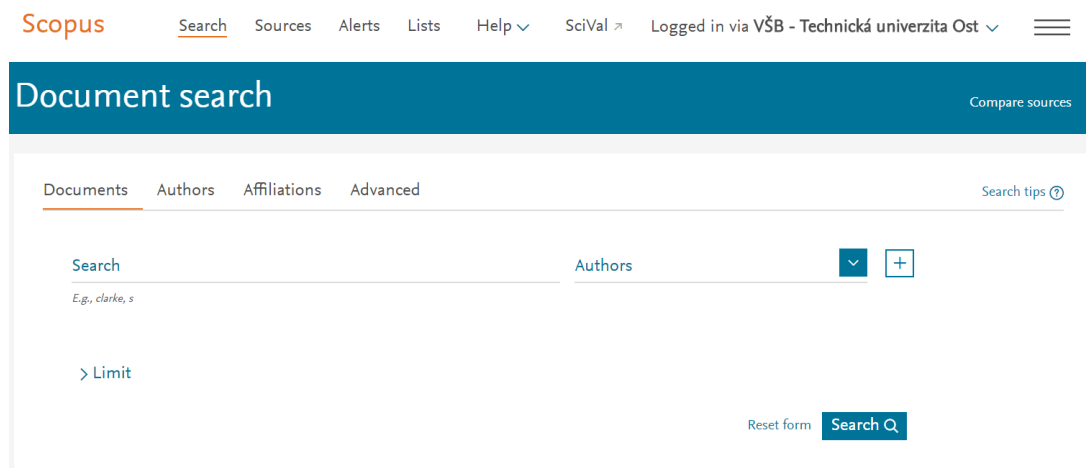 Scopus Search Sources Alerts Lists Help SciVal Logged in via VŠB - Technická univerzita Ost
Document search
Compare sources
Documents Authors Affiliations Advanced Search tips ?
Search Authors +
E.g., clarke, s
> Limit
Reset form Search